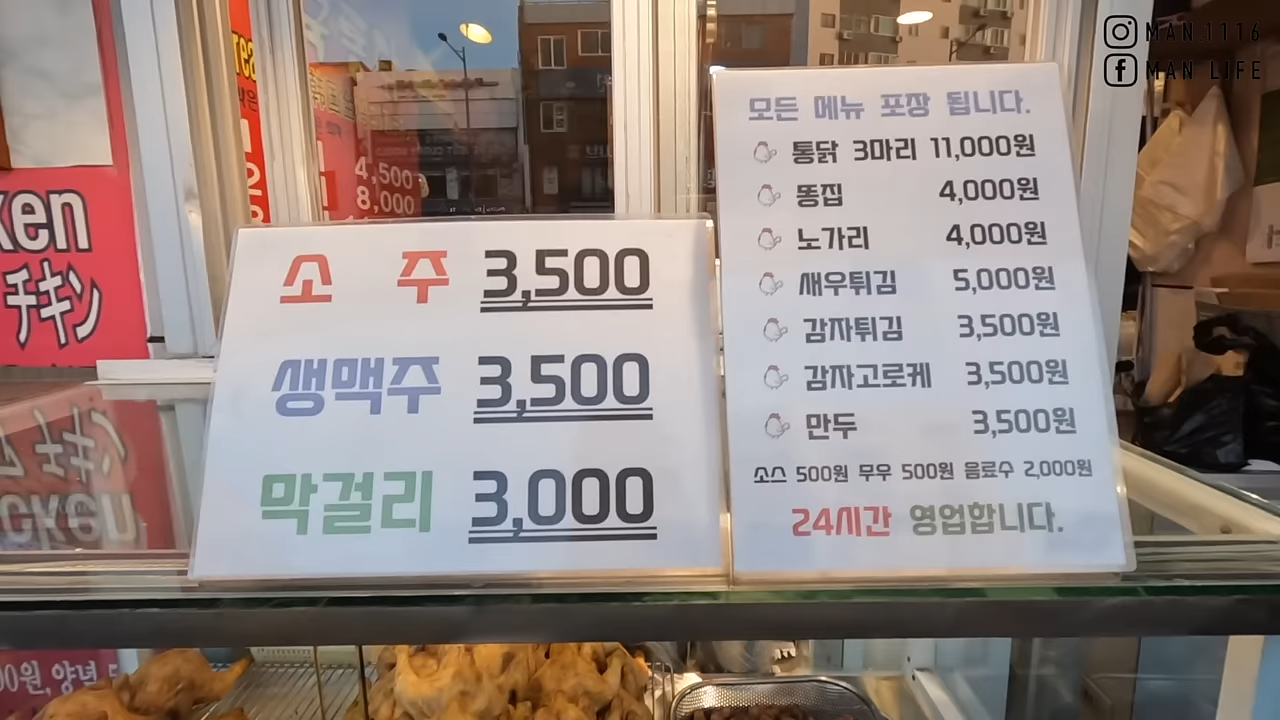 MAN.1116
MAN LIFE
모든 메뉴 포장 됩니다.
통닭 3마리 11,000원
똥집 4,000원
노가리 4,000원
새우튀김 5,000원
감자튀김 3,500원
감자고로케 3,500원
만두 3,500원
소스 500원 무우 500원 음료수 2,000원
24시간 영업합니다.
소 주 3,500
생맥주 3,500
막걸리 3,000
4,500
8,000
ken
チキン
00원, 양념